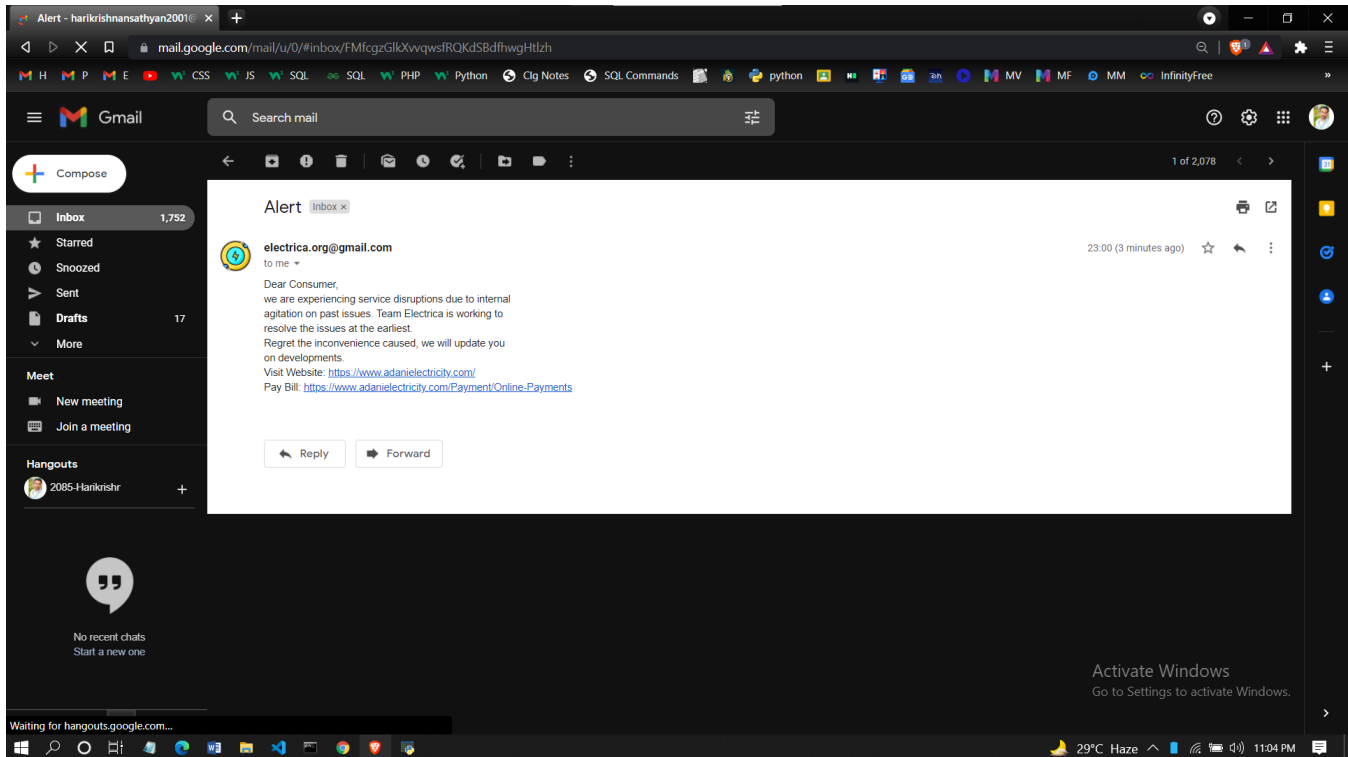 Alert - harikrishnansathyan2001@
mail.google.com/mail/u/0/#inbox/FMfcgzGlkXvvqwsfRQKdSBdfhwgHtlzh
M H M P M E CSS JS SQL SQL PHP Python Clg Notes SQL Commands python MV MF MM InfinityFree »
Gmail
Search mail
Compose
1 of 2,078
Inbox 1,752
Starred
Snoozed
Sent
Drafts 17
More
Meet
New meeting
Join a meeting
Hangouts
2085-Harikrishr
No recent chats
Start a new one
Alert Inbox ×
electrica.org@gmail.com 23:00 (3 minutes ago)
to me
Dear Consumer,
we are experiencing service disruptions due to internal
agitation on past issues. Team Electrica is working to
resolve the issues at the earliest.
Regret the inconvenience caused, we will update you
on developments.
Visit Website: https://www.adanielectricity.com/
Pay Bill: https://www.adanielectricity.com/Payment/Online-Payments
Reply Forward
Activate Windows
Go to Settings to activate Windows.
Waiting for hangouts.google.com...
29°C Haze 11:04 PM